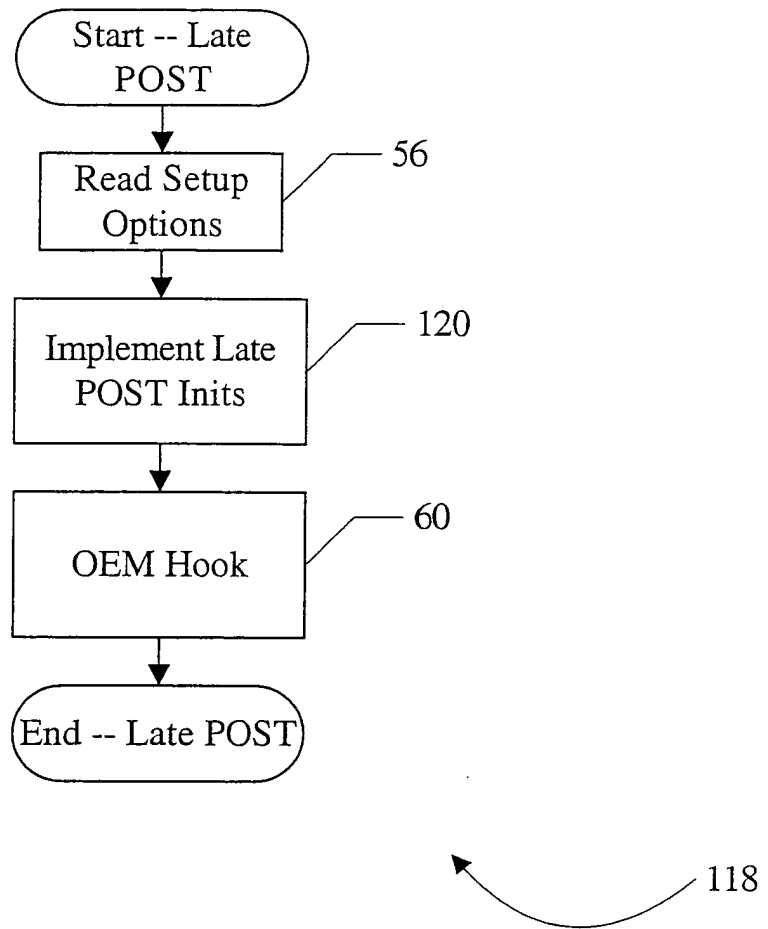 Start -- Late
POST
Read Setup
Options
56
Implement Late
POST Inits
120
OEM Hook
60
End -- Late POST
118